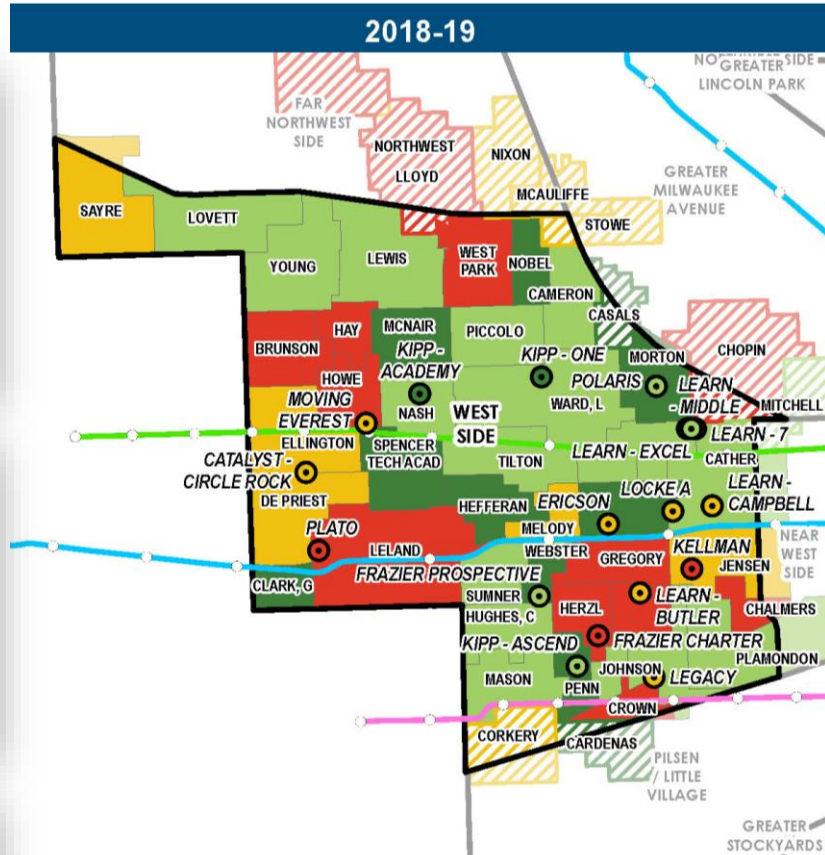 2018-19
NORTHWEST SIDE
GREATER
LINCOLN PARK
FAR
NORTHWEST
SIDE
NORTHWEST
LLOYD
NIXON
MCAULIFFE
STOWE
GREATER
MILWAUKEE
AVENUE
SAYRE
LOVETT
YOUNG
LEWIS
WEST
PARK
NOBEL
CAMERON
CASALS
BRUNSON
HAY
HOWE
MCNAIR
KIPP -
ACADEMY
NASH
PICCOLO
KIPP - ONE
WARD, L
POLARIS
MORTON
CHOPIN
LEARN
- MIDDLE
MITCHELL
MOVING
EVEREST
WEST
SIDE
LEARN - 7
ELLINGTON
SPENCER
TECH ACAD
TILTON
LEARN - EXCEL
CATHER
CATALYST -
CIRCLE ROCK
DE PRIEST
HEFFERAN
ERICSON
LOCKE A
LEARN -
CAMPBELL
PLATO
LELAND
MELODY
WEBSTER
GREGORY
KELLMAN
JENSEN
NEAR
WEST
SIDE
CLARK, G
FRAZIER PROSPECTIVE
SUMNER
HUGHES, C
HERZL
LEARN -
BUTLER
CHALMERS
KIPP - ASCEND
FRAZIER CHARTER
MASON
PENN
JOHNSON
LEGACY
PLAMONDON
CROWN
CORKERY
CARDENAS
PILSEN
/ LITTLE
VILLAGE
GREATER
STOCKYARDS